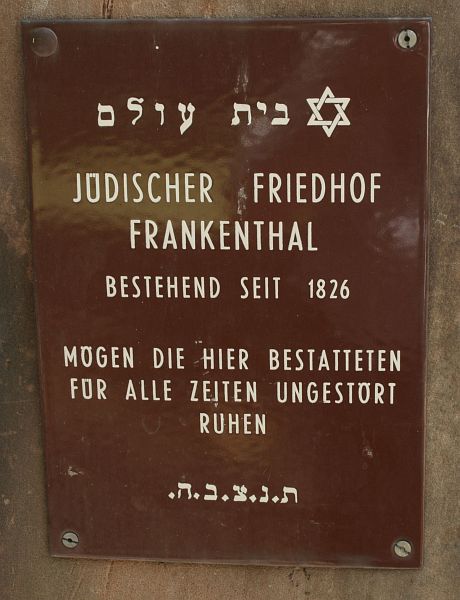 בית עולם
JÜDISCHER FRIEDHOF
FRANKENTHAL
BESTEHEND SEIT 1826
MÖGEN DIE HIER BESTATTETEN
FÜR ALLE ZEITEN UNGESTÖRT
RUHEN
ת.נ.צ.ב.ה.